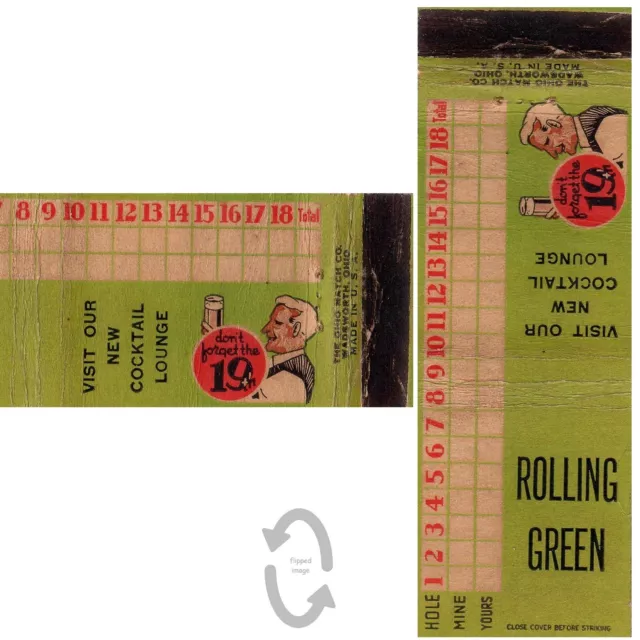 7 8 9 10 11 12 13 14 15 16 17 18 Total
VISIT OUR
NEW
COCKTAIL
LOUNGE
don't
forget the
19th
THE OHIO MATCH CO.
WADSWORTH, OHIO
MADE IN U. S. A.
THE OHIO MATCH CO.
WADSWORTH, OHIO
MADE IN U. S. A.
don't
forget the
19th
VISIT OUR
NEW
COCKTAIL
LOUNGE
HOLE 1 2 3 4 5 6 7 8 9 10 11 12 13 14 15 16 17 18 Total
MINE
YOURS
ROLLING
GREEN
CLOSE COVER BEFORE STRIKING
flipped
image